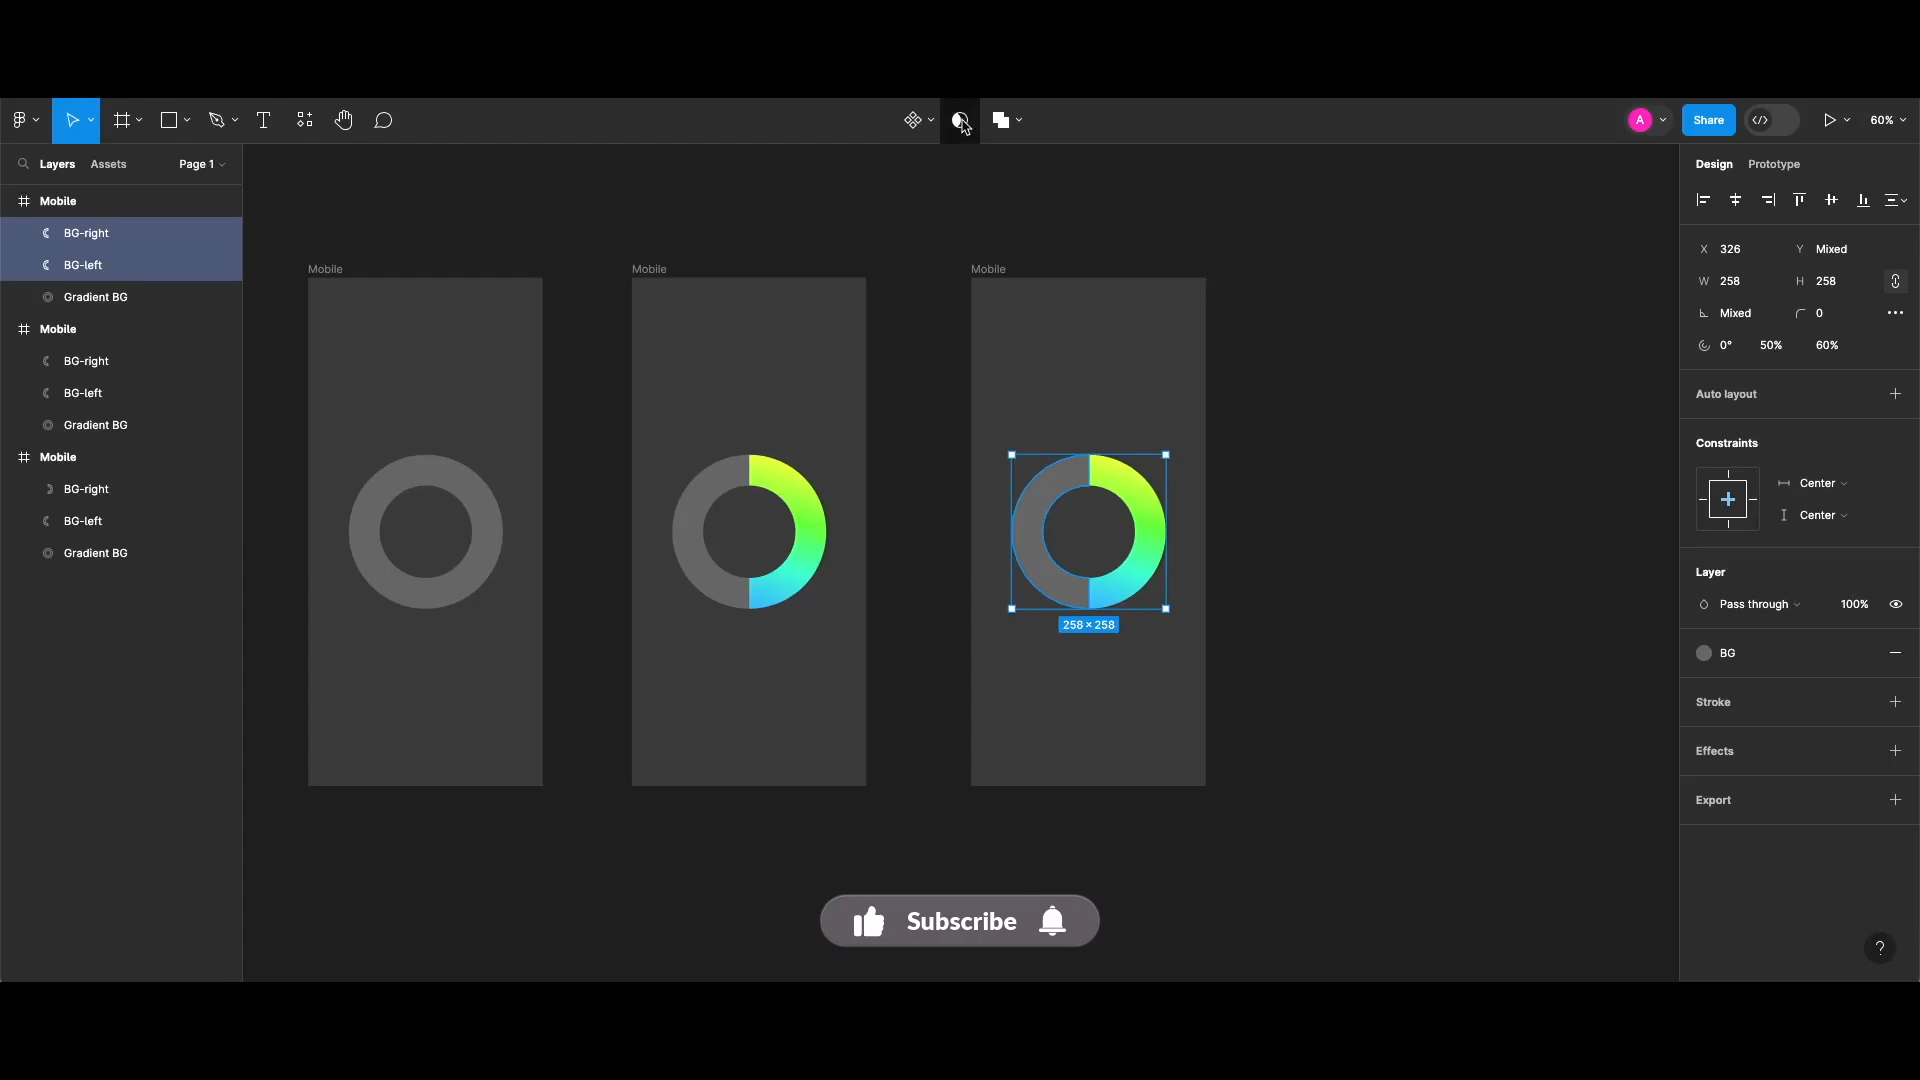 A
Share
60%
Layers
Assets
Page 1
Mobile
BG-right
BG-left
Gradient BG
Mobile
BG-right
BG-left
Gradient BG
Mobile
BG-right
BG-left
Gradient BG
Mobile
Mobile
Mobile
258 × 258
Subscribe
Design
Prototype
X 326
Y Mixed
W 258
H 258
Mixed
0
0°
50%
60%
Auto layout
Constraints
Center
Center
Layer
Pass through
100%
BG
Stroke
Effects
Export
?